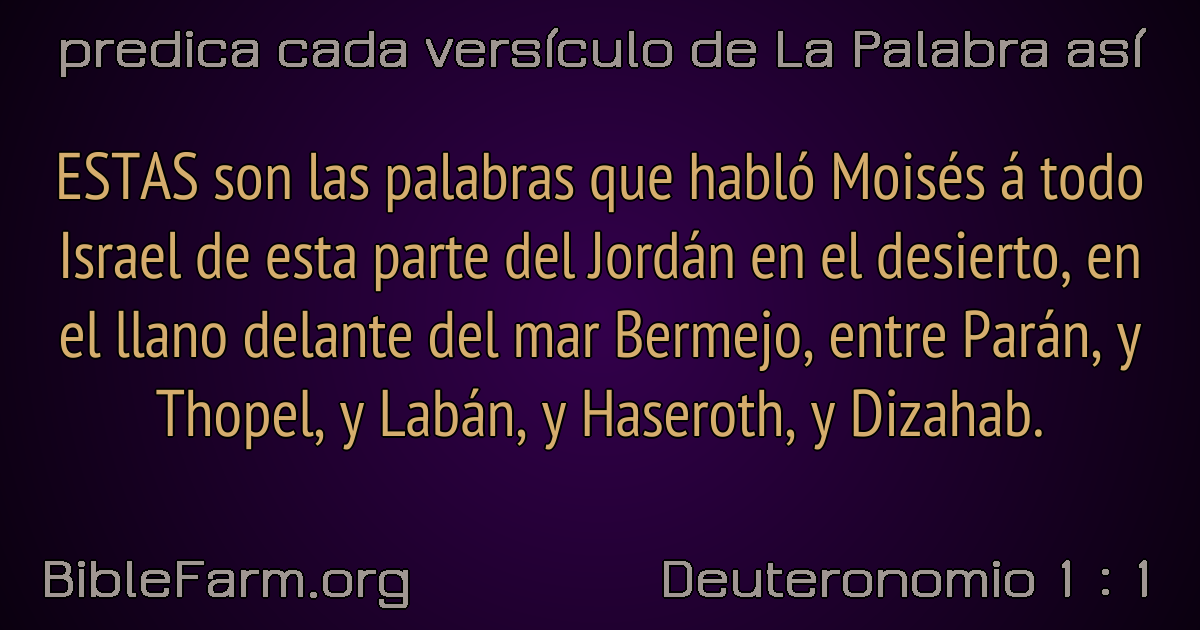 predica cada versículo de La Palabra así
ESTAS son las palabras que habló Moisés á todo
Israel de esta parte del Jordán en el desierto, en
el llano delante del mar Bermejo, entre Parán, y
Thopel, y Labán, y Haseroth, y Dizahab.
BibleFarm.org
Deuteronomio 1 : 1